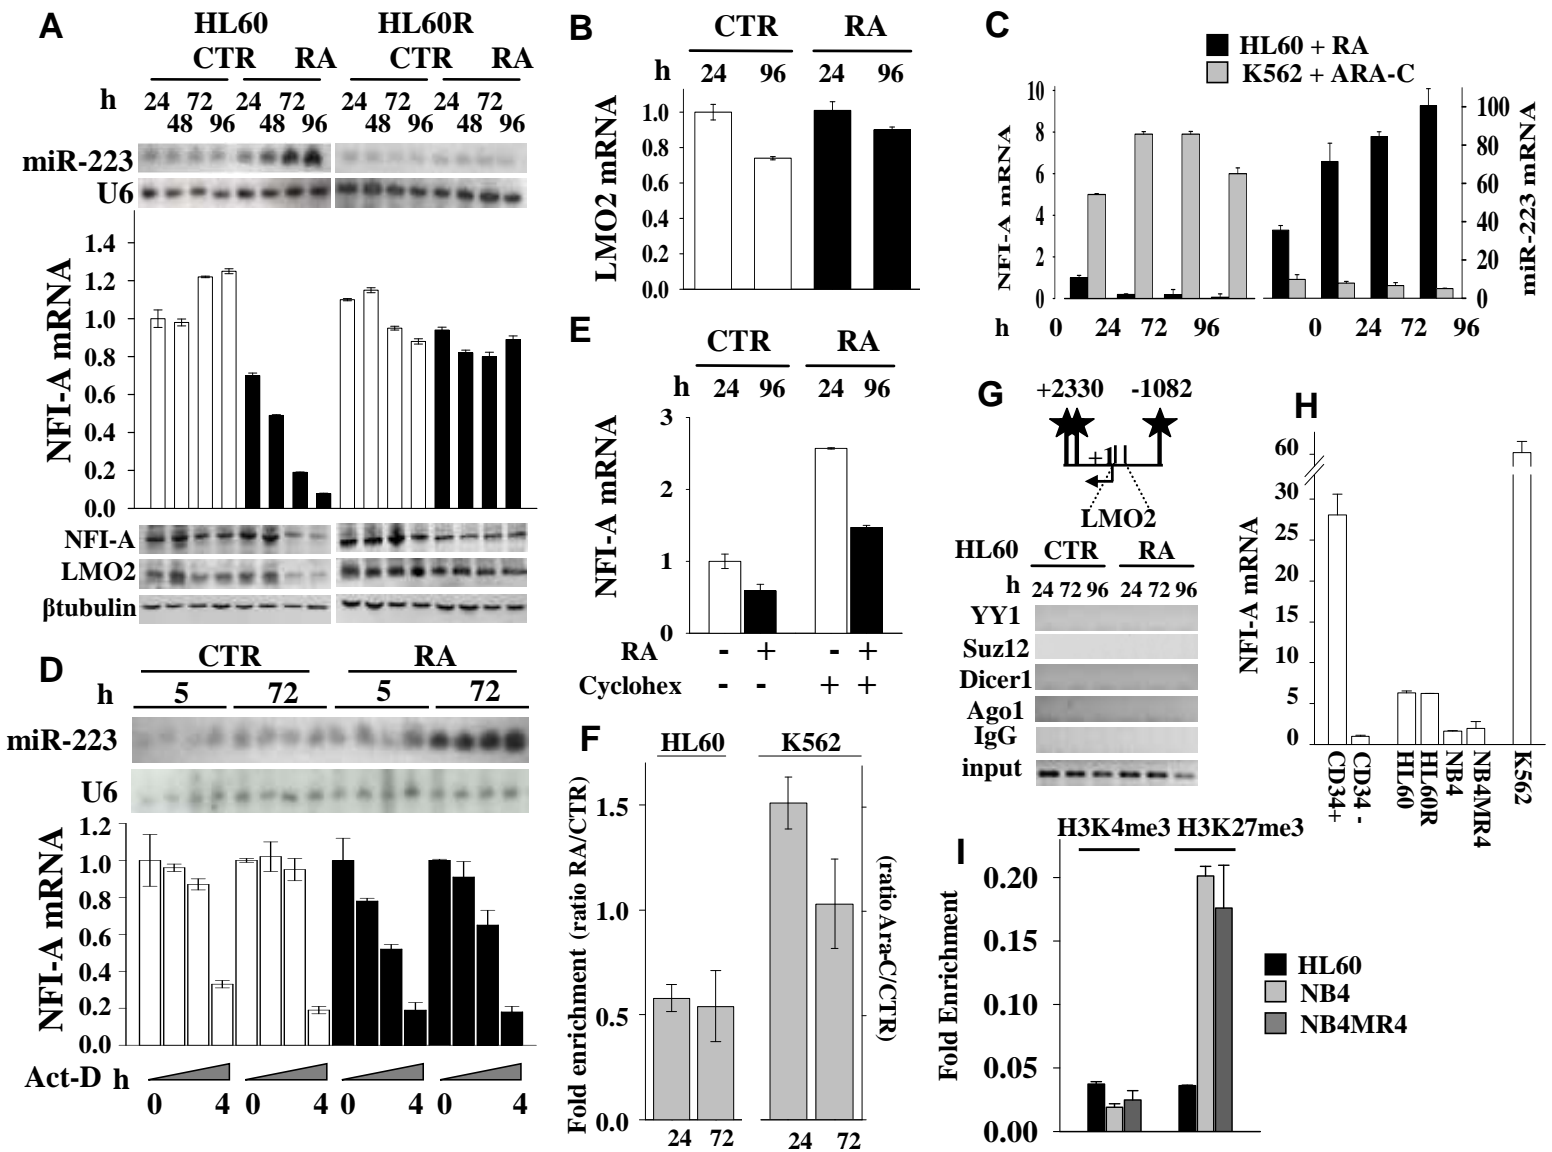 A
HL60 HL60R
CTR RA CTR RA
h 24 72 24 72 24 72 24 72
48 96 48 96 48 96 48 96
miR-223
U6
NFI-A mRNA
1.4
1.2
1.0
0.8
0.6
0.4
0.2
0.0
NFI-A
LMO2
βtubulin
B
CTR RA
h 24 96 24 96
LMO2 mRNA
1.0
0.8
0.6
0.4
0.2
0.0
C
HL60 + RA
K562 + ARA-C
NFI-A mRNA
10
8
6
4
2
0
miR-223 mRNA
100
80
60
40
20
0
h 0 24 72 96 0 24 72 96
D
CTR RA
h 5 72 5 72
miR-223
U6
NFI-A mRNA
1.2
1.0
0.8
0.6
0.4
0.2
0.0
Act-D h
0 4 0 4 0 4 0 4
E
CTR RA
h 24 96 24 96
NFI-A mRNA
3
2
1
0
RA - + - +
Cyclohex - - + +
F
HL60 K562
Fold enrichment (ratio RA/CTR)
1.5
1.0
0.5
0.0
(ratio Ara-C/CTR)
24 72 24 72
G
+2330 -1082
+1
LMO2
HL60 CTR RA
h 24 72 96 24 72 96
YY1
Suz12
Dicer1
Ago1
IgG
input
H
NFI-A mRNA
60
30
25
20
15
10
5
0
CD34+
CD34 -
HL60
HL60R
NB4
NB4MR4
K562
I
H3K4me3 H3K27me3
Fold Enrichment
0.20
0.15
0.10
0.05
0.00
HL60
NB4
NB4MR4